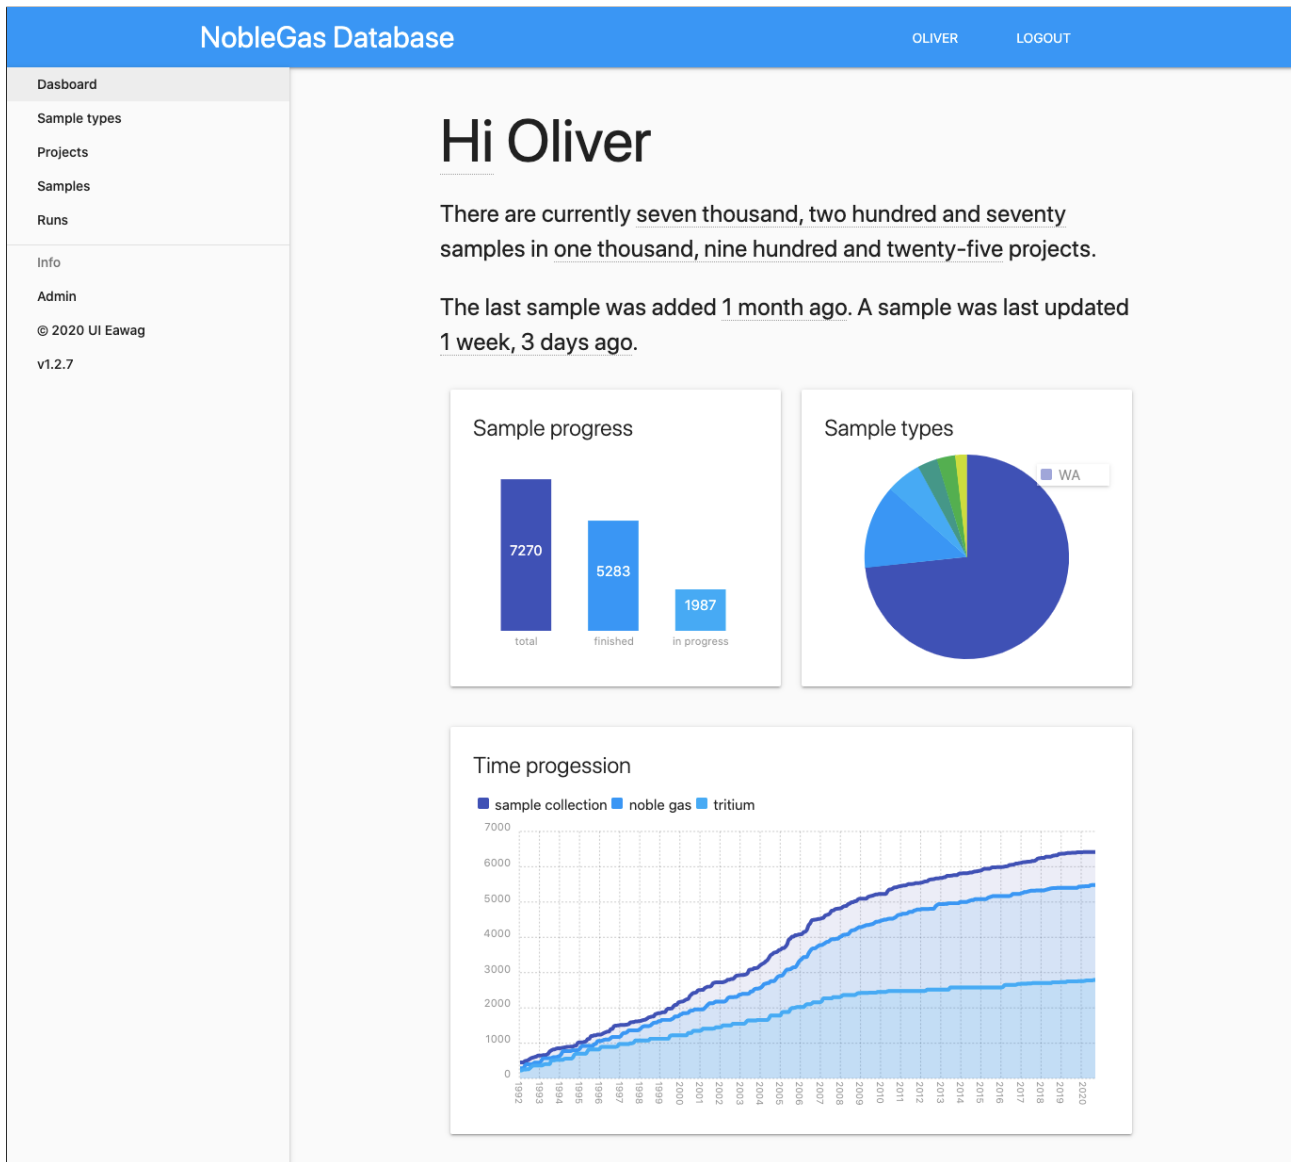 NobleGas Database
OLIVER
LOGOUT
Dasboard
Sample types
Projects
Samples
Runs
Info
Admin
© 2020 UI Eawag
v1.2.7
Hi Oliver
There are currently seven thousand, two hundred and seventy
samples in one thousand, nine hundred and twenty-five projects.
The last sample was added 1 month ago. A sample was last updated
1 week, 3 days ago.
Sample progress
7270
5283
1987
total
finished
in progress
Sample types
WA
Time progession
sample collection
noble gas
tritium
7000
6000
5000
4000
3000
2000
1000
0
1992
1993
1994
1995
1996
1997
1998
1999
2000
2001
2002
2003
2004
2005
2006
2007
2008
2009
2010
2011
2012
2013
2014
2015
2016
2017
2018
2019
2020